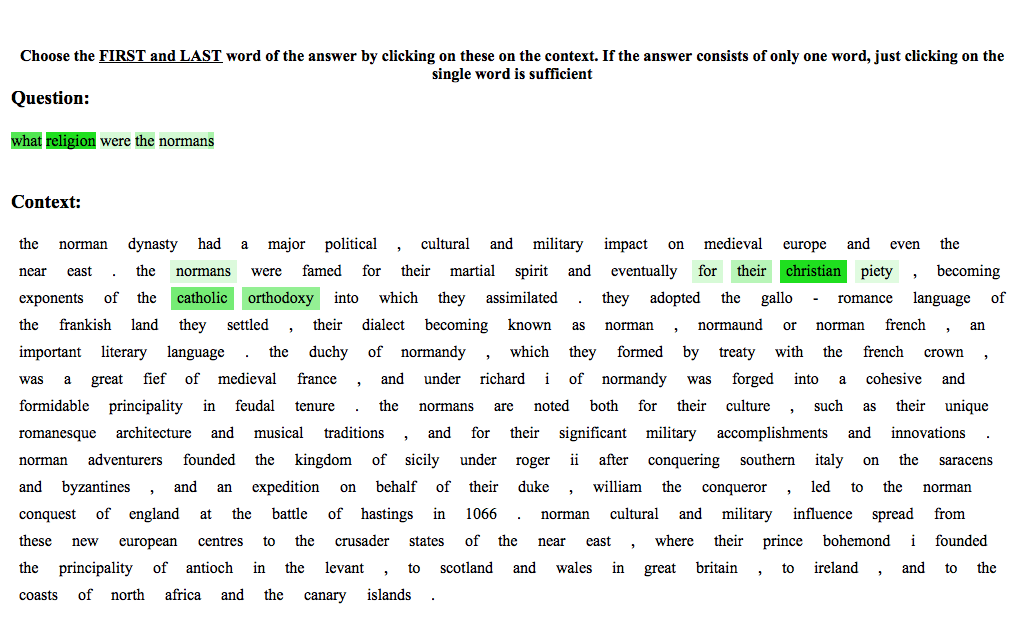 Choose the FIRST and LAST word of the answer by clicking on these on the context. If the answer consists of only one word, just clicking on the
single word is sufficient
Question:
what religion were the normans
Context:
the norman dynasty had a major political , cultural and military impact on medieval europe and even the
near east . the normans were famed for their martial spirit and eventually for their christian piety , becoming
exponents of the catholic orthodoxy into which they assimilated . they adopted the gallo - romance language of
the frankish land they settled , their dialect becoming known as norman , normaund or norman french , an
important literary language . the duchy of normandy , which they formed by treaty with the french crown ,
was a great fief of medieval france , and under richard i of normandy was forged into a cohesive and
formidable principality in feudal tenure . the normans are noted both for their culture , such as their unique
romanesque architecture and musical traditions , and for their significant military accomplishments and innovations .
norman adventurers founded the kingdom of sicily under roger ii after conquering southern italy on the saracens
and byzantines , and an expedition on behalf of their duke , william the conqueror , led to the norman
conquest of england at the battle of hastings in 1066 . norman cultural and military influence spread from
these new european centres to the crusader states of the near east , where their prince bohemond i founded
the principality of antioch in the levant , to scotland and wales in great britain , to ireland , and to the
coasts of north africa and the canary islands .